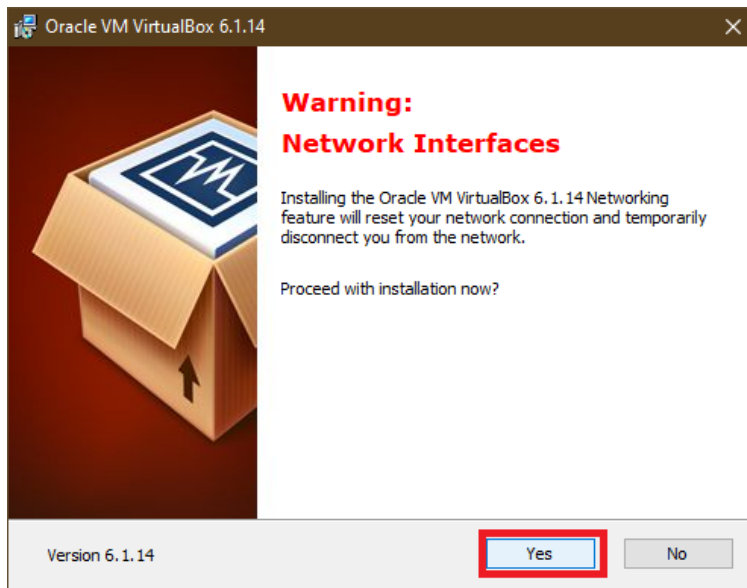 Oracle VM VirtualBox 6.1.14
Warning:
Network Interfaces
Installing the Oracle VM VirtualBox 6.1.14 Networking
feature will reset your network connection and temporarily
disconnect you from the network.
Proceed with installation now?
Version 6.1.14
Yes
No